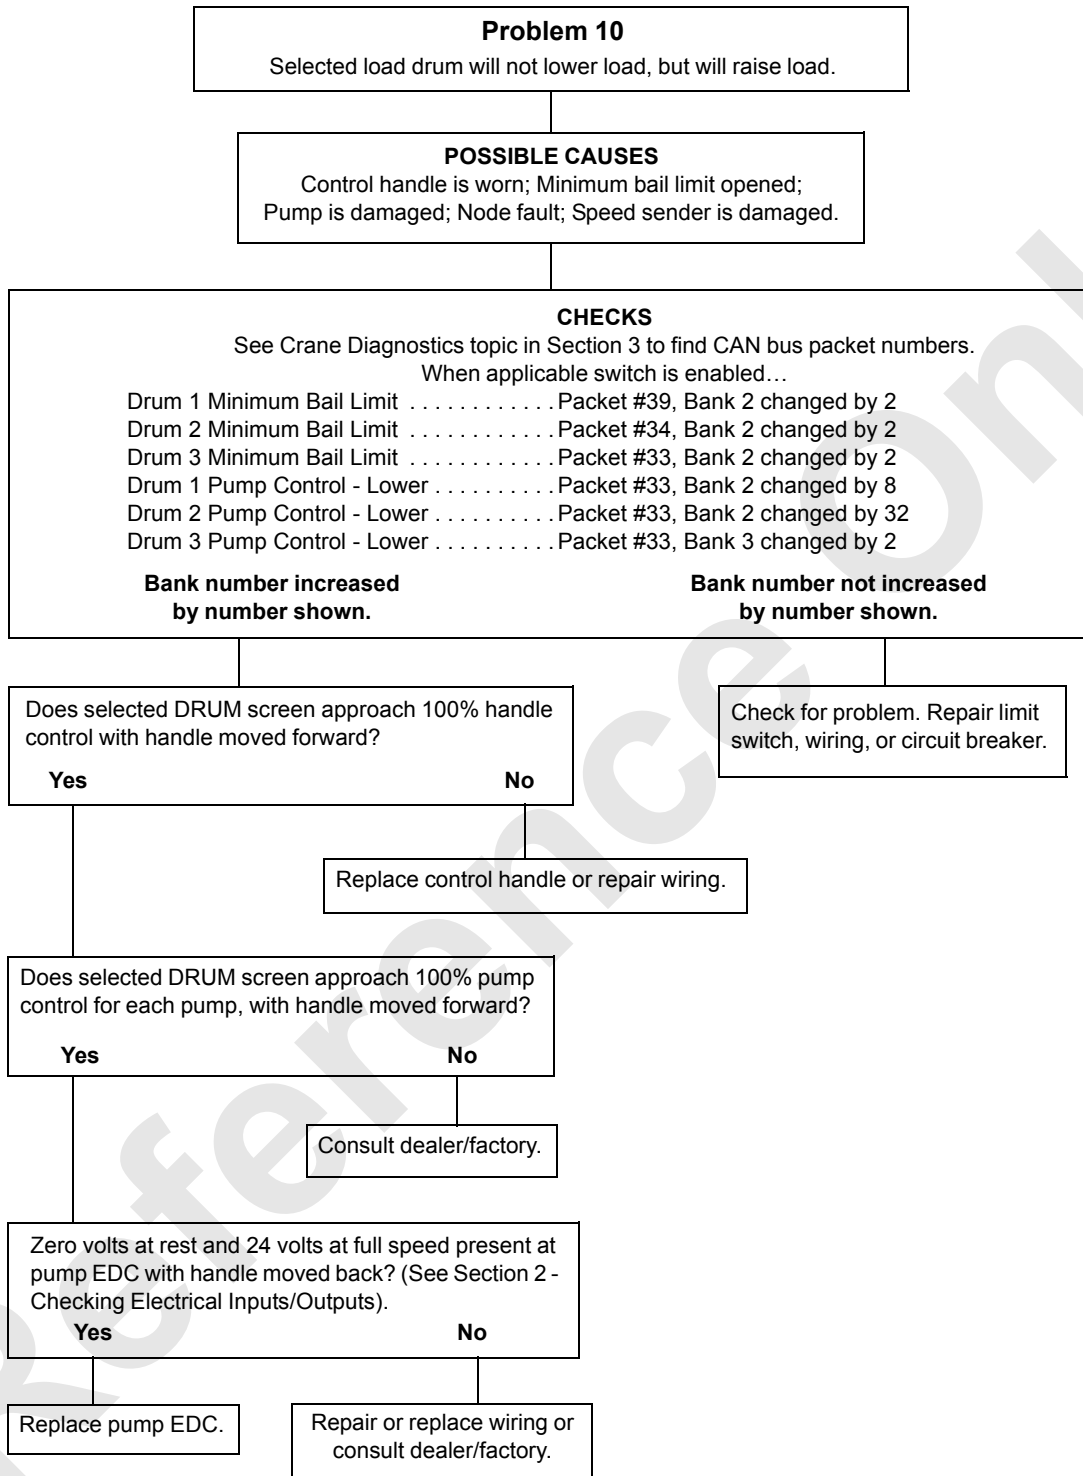 Problem 10
Selected load drum will not lower load, but will raise load.
POSSIBLE CAUSES
Control handle is worn; Minimum bail limit opened;
Pump is damaged; Node fault; Speed sender is damaged.
CHECKS
See Crane Diagnostics topic in Section 3 to find CAN bus packet numbers.
When applicable switch is enabled…
Drum 1 Minimum Bail Limit . . . . . . . . . . . . Packet #39, Bank 2 changed by 2
Drum 2 Minimum Bail Limit . . . . . . . . . . . . Packet #34, Bank 2 changed by 2
Drum 3 Minimum Bail Limit . . . . . . . . . . . . Packet #33, Bank 2 changed by 2
Drum 1 Pump Control - Lower . . . . . . . . . . Packet #33, Bank 2 changed by 8
Drum 2 Pump Control - Lower . . . . . . . . . . Packet #33, Bank 2 changed by 32
Drum 3 Pump Control - Lower . . . . . . . . . . Packet #33, Bank 3 changed by 2
Bank number increased
by number shown.
Bank number not increased
by number shown.
Does selected DRUM screen approach 100% handle
control with handle moved forward?
Yes No
Check for problem. Repair limit
switch, wiring, or circuit breaker.
Replace control handle or repair wiring.
Does selected DRUM screen approach 100% pump
control for each pump, with handle moved forward?
Yes No
Consult dealer/factory.
Zero volts at rest and 24 volts at full speed present at
pump EDC with handle moved back? (See Section 2 -
Checking Electrical Inputs/Outputs).
Yes No
Replace pump EDC.
Repair or replace wiring or
consult dealer/factory.
Reference Onl